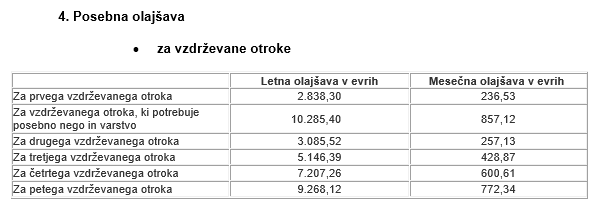 4. Posebna olajšava
• za vzdrževane otroke
Letna olajšava v evrih Mesečna olajšava v evrih
Za prvega vzdrževanega otroka 2.838,30 236,53
Za vzdrževanega otroka, ki potrebuje
posebno nego in varstvo 10.285,40 857,12
Za drugega vzdrževanega otroka 3.085,52 257,13
Za tretjega vzdrževanega otroka 5.146,39 428,87
Za četrtega vzdrževanega otroka 7.207,26 600,61
Za petega vzdrževanega otroka 9.268,12 772,34